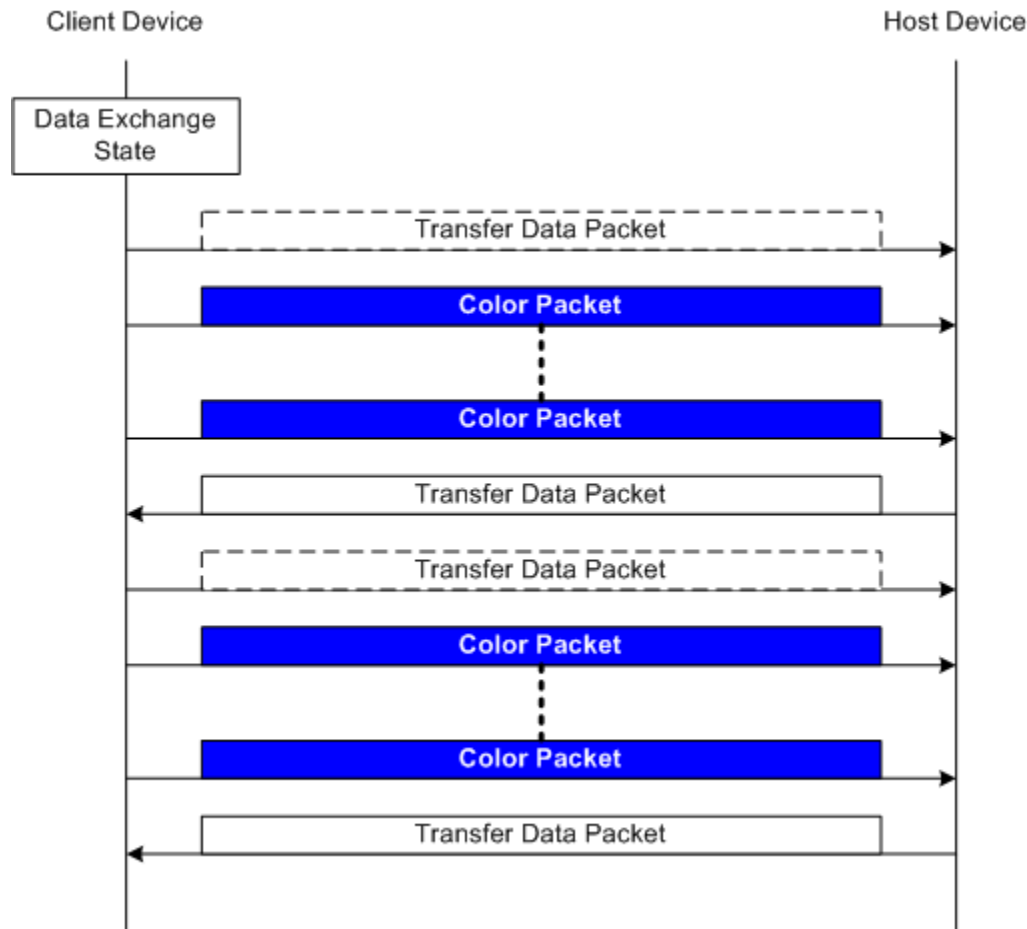 Client Device
Host Device
Data Exchange
State
Transfer Data Packet
Color Packet
Color Packet
Transfer Data Packet
Transfer Data Packet
Color Packet
Color Packet
Transfer Data Packet